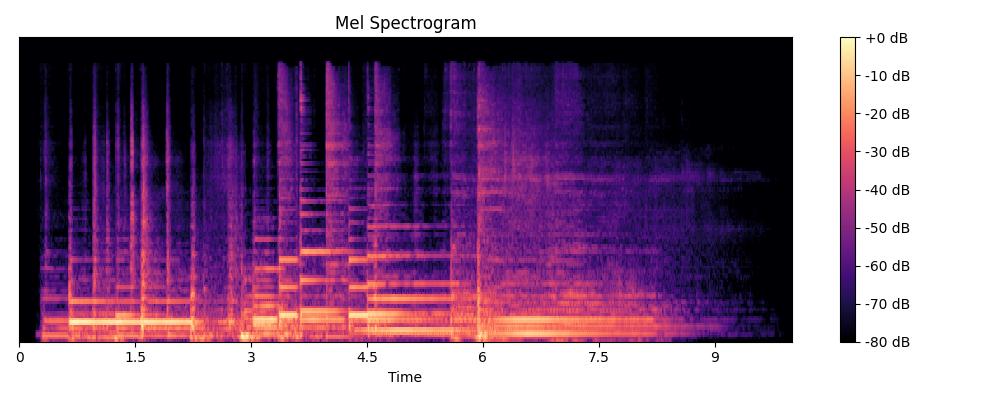 Mel Spectrogram
+0 dB
-10 dB
-20 dB
-30 dB
-40 dB
-50 dB
-60 dB
-70 dB
-80 dB
0 1.5 3 4.5 6 7.5 9
Time